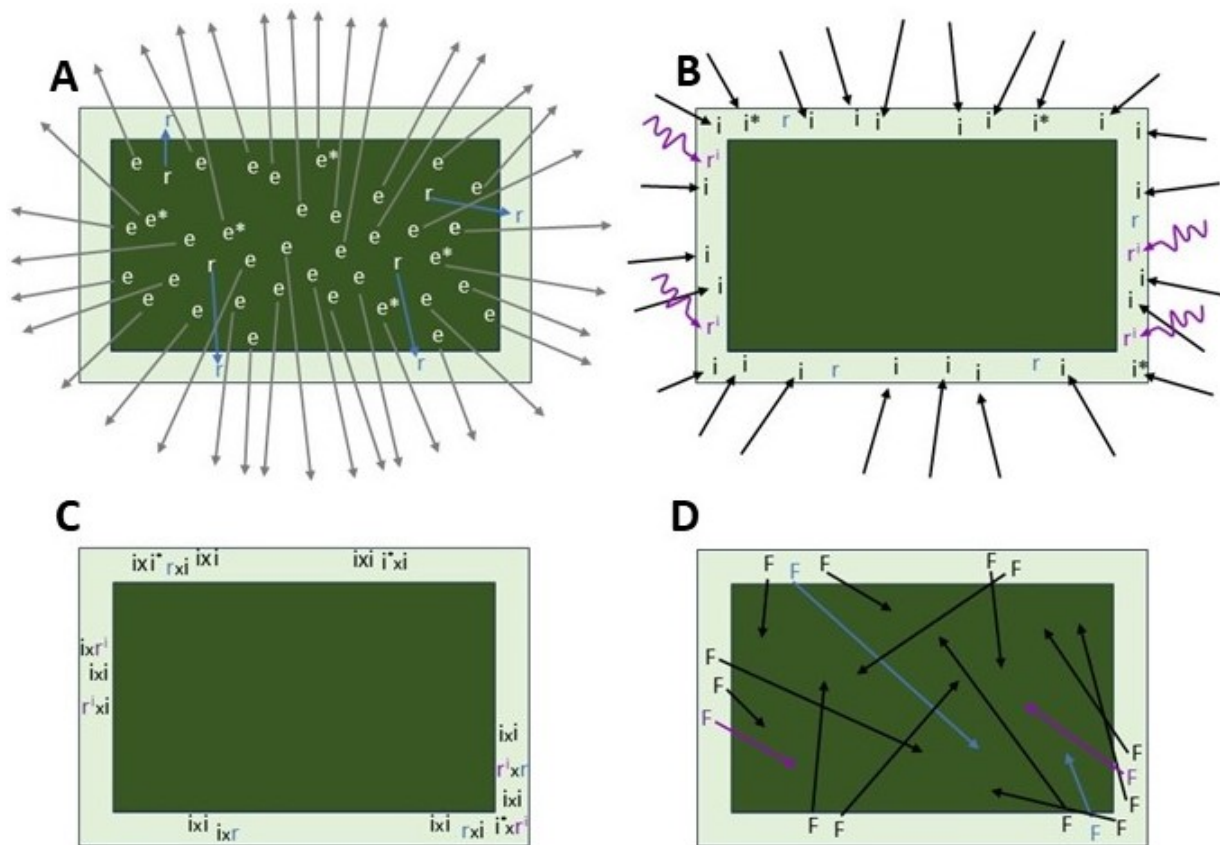 A
r
e e e e e* e
r e r e
e e r
e e* e* e e e
e e e
r e r e*
e e e e
e e e e e
e e e* e
e e
r r
B
i i* r i i i i i i* i i
rⁱ
i i
r
i rⁱ
i i
i
rⁱ rⁱ
i i r i i i i r i i*
C
ixi* rxi ixi ixi i*xi
ixrⁱ
ixi
rⁱxi
ixi
rⁱxr
ixi
ixi ixr ixi rxi i*xrⁱ
D
F F F F F
F
F
F
F
F
F
F F F F F